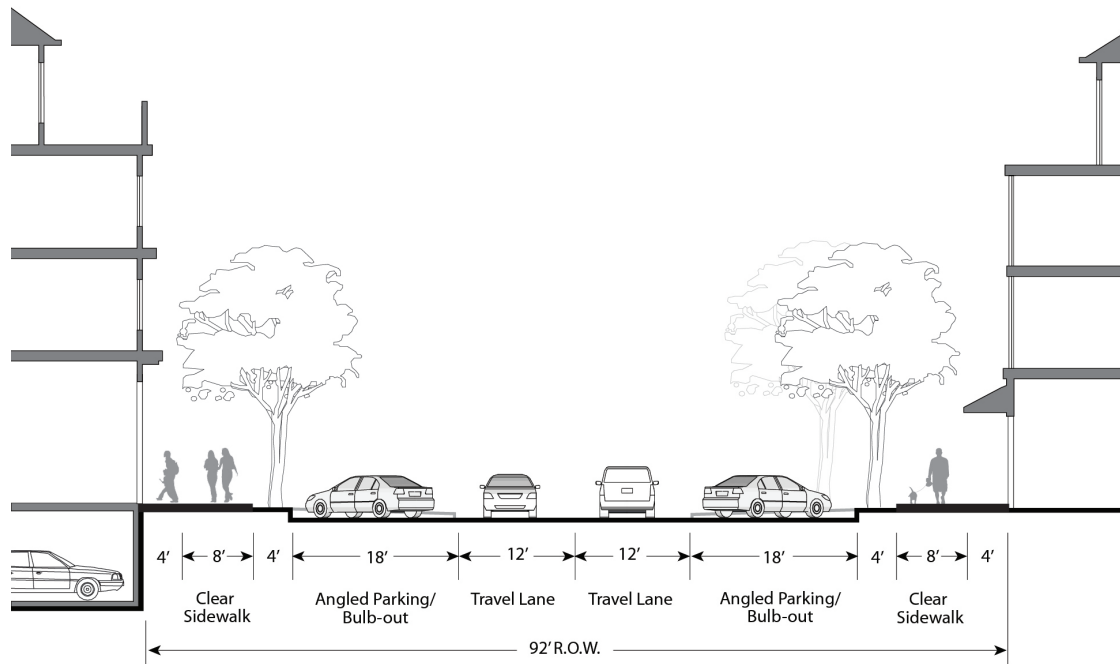 4’ 8’ 4’ 18’ 12’ 12’ 18’ 4’ 8’ 4’
Clear Sidewalk
Angled Parking/
Bulb-out
Travel Lane
Travel Lane
Angled Parking/
Bulb-out
Clear
Sidewalk
92’ R.O.W.